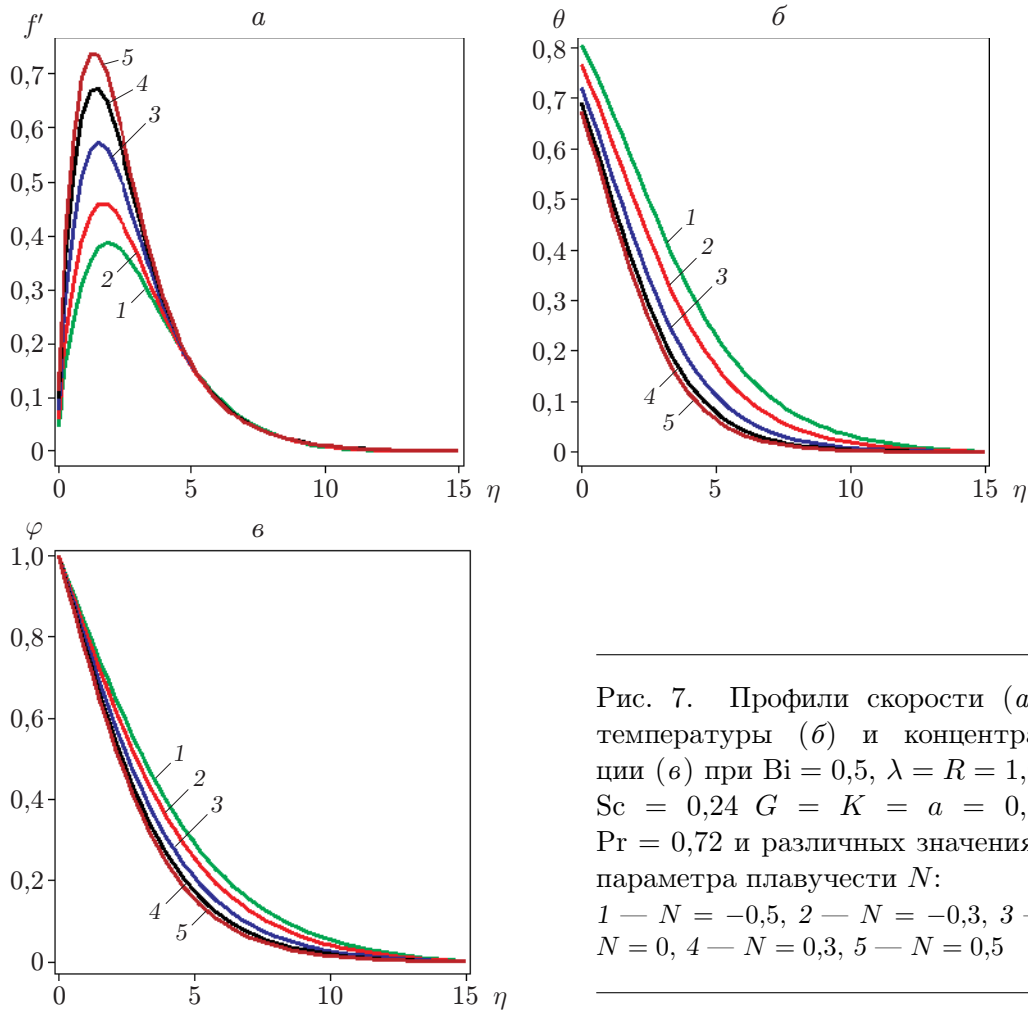 f′
а
0,7
0,6
0,5
0,4
0,3
0,2
0,1
0
5
4
3
2
1
0
5
10
15
η
θ
б
0,8
0,7
0,6
0,5
0,4
0,3
0,2
0,1
0
1
2
3
4
5
0
5
10
15
η
φ
в
1,0
0,8
0,6
0,4
0,2
0
1
2
3
4
5
0
5
10
15
η
Рис. 7. Профили скорости (а
температуры (б) и концентра
ции (в) при Bi = 0,5, λ = R = 1,
Sc = 0,24 G = K = a = 0,
Pr = 0,72 и различных значения
параметра плавучести N:
1 — N = −0,5, 2 — N = −0,3, 3 —
N = 0, 4 — N = 0,3, 5 — N = 0,5